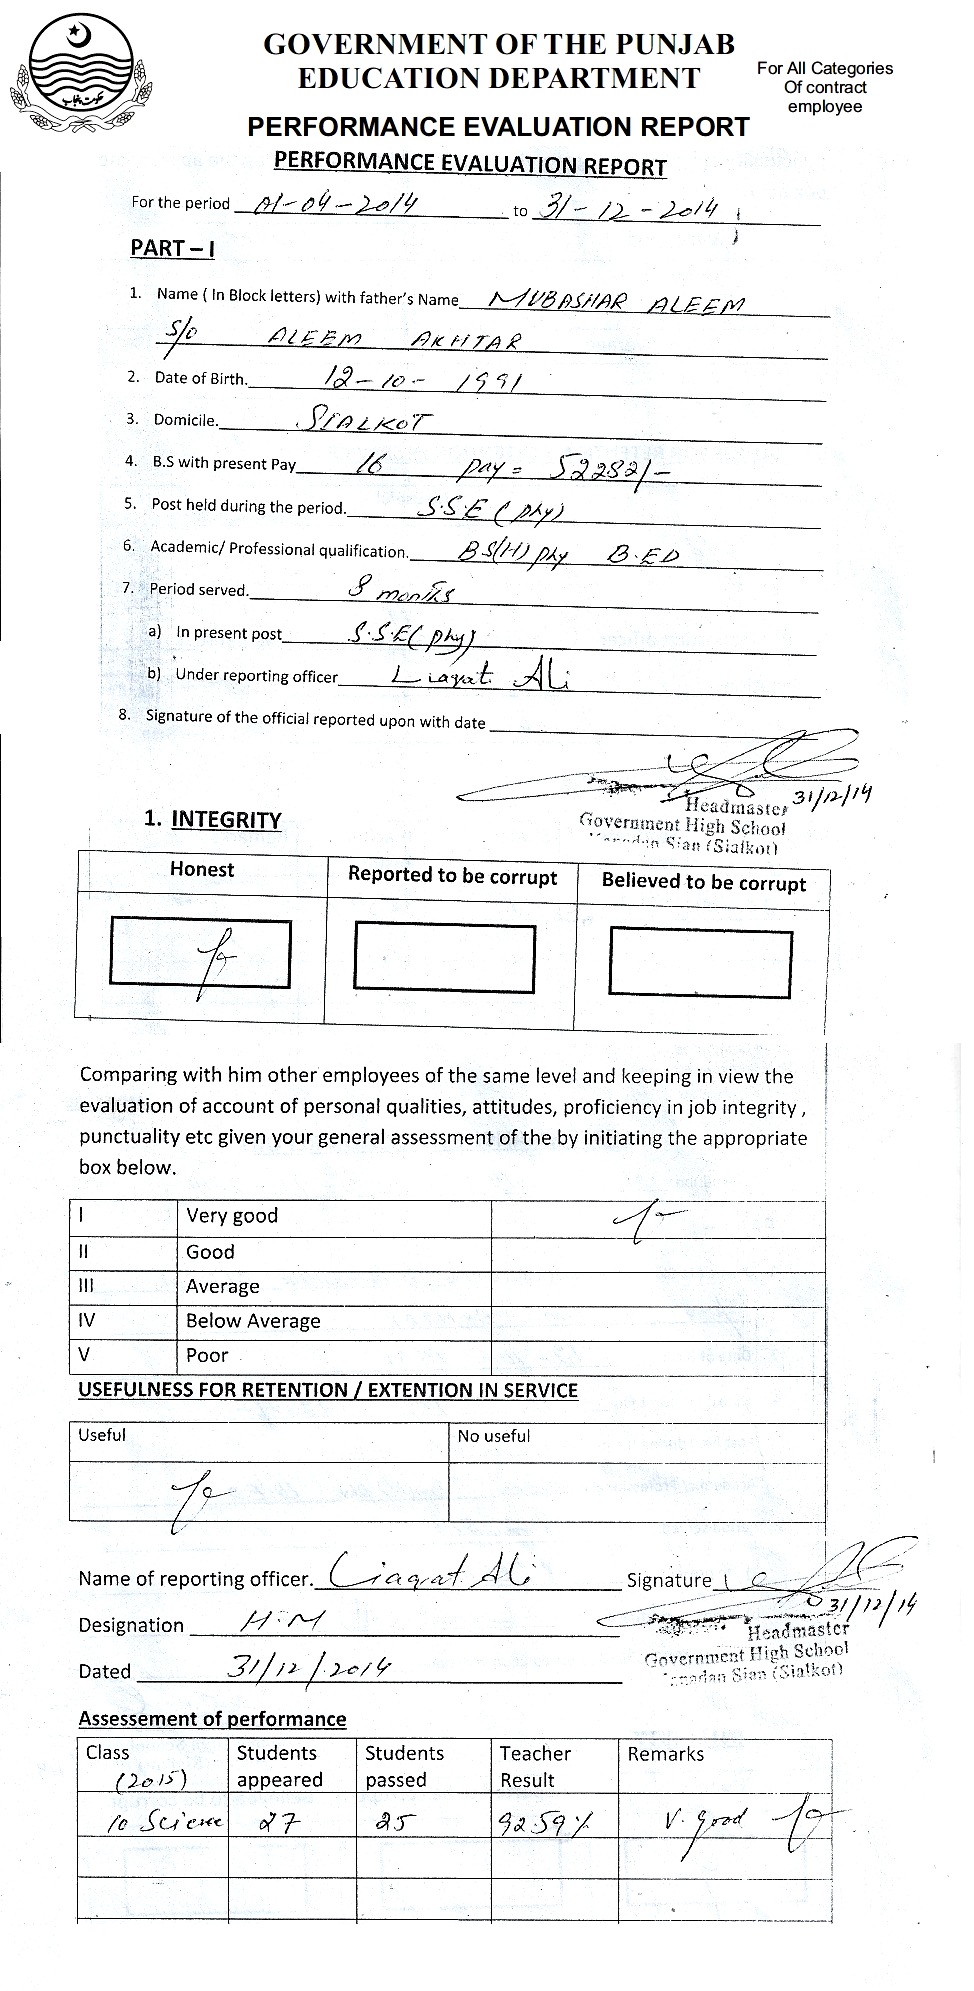 حکومت پنجاب
GOVERNMENT OF THE PUNJAB
EDUCATION DEPARTMENT
For All Categories
Of contract
employee
PERFORMANCE EVALUATION REPORT
PERFORMANCE EVALUATION REPORT
For the period 01-04-2014 to 31-12-2014
PART – I
1. Name ( In Block letters) with father's Name MUBASHAR ALEEM
S/O ALEEM AKHTAR
2. Date of Birth. 12-10-1991
3. Domicile. SIALKOT
4. B.S with present Pay 16 pay = 52282/-
5. Post held during the period. S.S.E (phy)
6. Academic/ Professional qualification. BS(H) phy B.ED
7. Period served. 8 months
a) In present post S.S.E (phy)
b) Under reporting officer Liaqat Ali
8. Signature of the official reported upon with date
31/12/14
Headmaster
Government High School
Sian (Sialkot)
1. INTEGRITY
Honest Reported to be corrupt Believed to be corrupt
Comparing with him other employees of the same level and keeping in view the
evaluation of account of personal qualities, attitudes, proficiency in job integrity ,
punctuality etc given your general assessment of the by initiating the appropriate
box below.
I Very good
II Good
III Average
IV Below Average
V Poor
USEFULNESS FOR RETENTION / EXTENTION IN SERVICE
Useful No useful
Name of reporting officer. Liaqat Ali Signature
31/12/14
Designation H.M
Headmaster
Government High School
Sian (Sialkot)
Dated 31/12/2014
Assessement of performance
Class (2015) Students appeared Students passed Teacher Result Remarks
10 Science 27 25 92.59% V. good